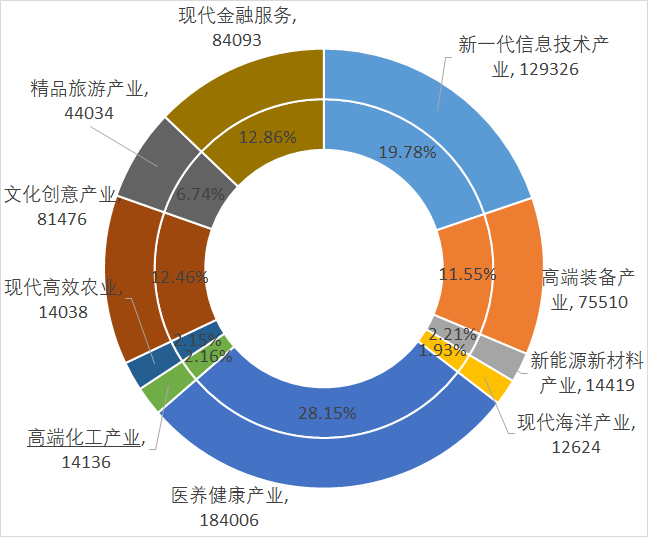 现代金融服务,
84093
新一代信息技术产
业, 129326
精品旅游产业,
44034
12.86%
19.78%
6.74%
文化创意产业,
81476
12.46%
11.55%
高端装备产
业, 75510
现代高效农业,
14038
2.15%
2.16%
2.21%
1.93%
新能源新材料
产业, 14419
28.15%
现代海洋产业,
12624
高端化工产业,
14136
医养健康产业,
184006